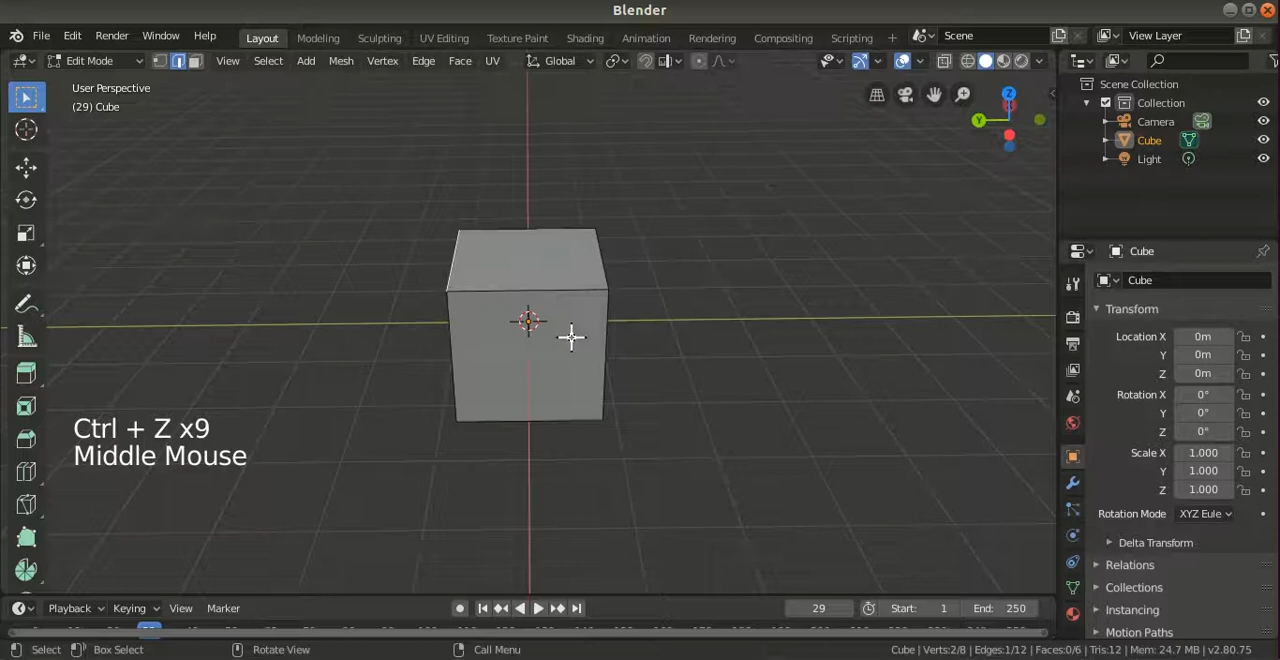 Blender
File Edit Render Window Help Layout Modeling Sculpting UV Editing Texture Paint Shading Animation Rendering Compositing Scripting + Scene View Layer
Edit Mode View Select Add Mesh Vertex Edge Face UV Global
User Perspective
(29) Cube
Z
Y
Scene Collection
Collection
Camera
Cube
Light
Cube
Cube
Transform
Location X 0m
Y 0m
Z 0m
Rotation X 0°
Y 0°
Z 0°
Scale X 1.000
Y 1.000
Z 1.000
Rotation Mode XYZ Eule
Delta Transform
Relations
Collections
Instancing
Motion Paths
Ctrl + Z x9
Middle Mouse
Playback Keying View Marker 29 Start: 1 End: 250
Select Box Select Rotate View Call Menu Cube | Verts:2/8 | Edges:1/12 | Faces:0/6 | Tris:12 | Mem: 24.7 MB | v2.80.75